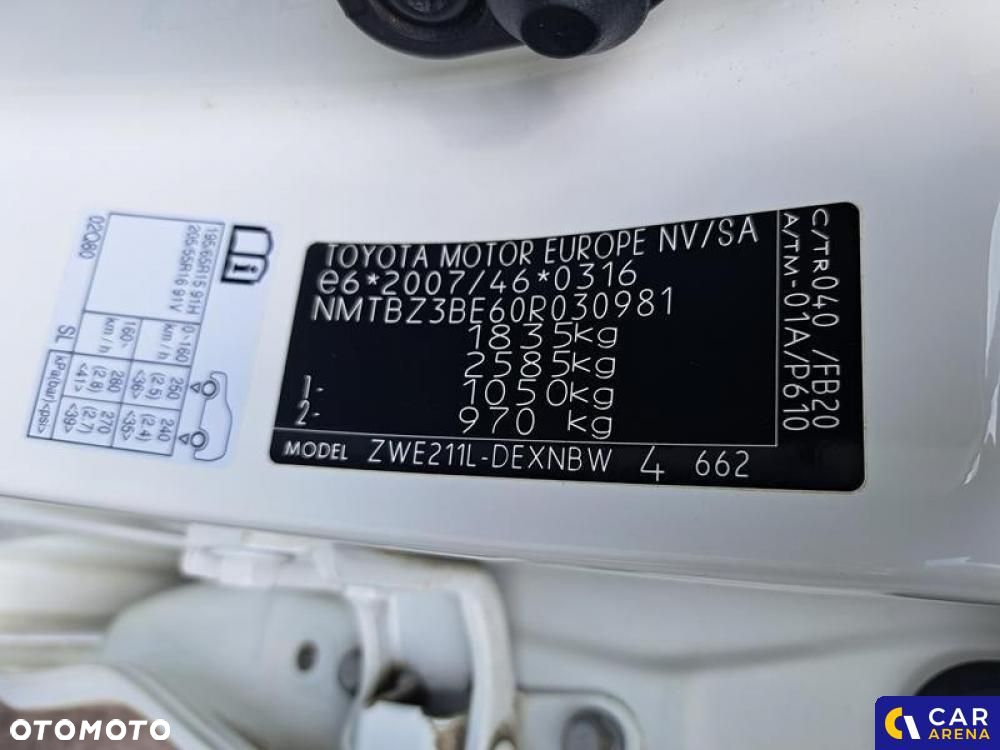 TOYOTA MOTOR EUROPE NV/SA
e6*2007/46*0316
NMTBZ3BE60R030981
1835kg
2585kg
1- 1050kg
2- 970 kg
MODEL ZWE211L-DEXNBW 4 662
C/TR040 /FB20
A/TM-01A/P610
195/65R15 91H
205/55R16 91V
0~160 km/h
250 (2.5) <36>
240 (2.4) <35>
160~ km/h
280 (2.8) <41>
270 (2.7) <39>
SL
kPa(bar)<psi>
02Q80
OTOMOTO
CAR
ARENA